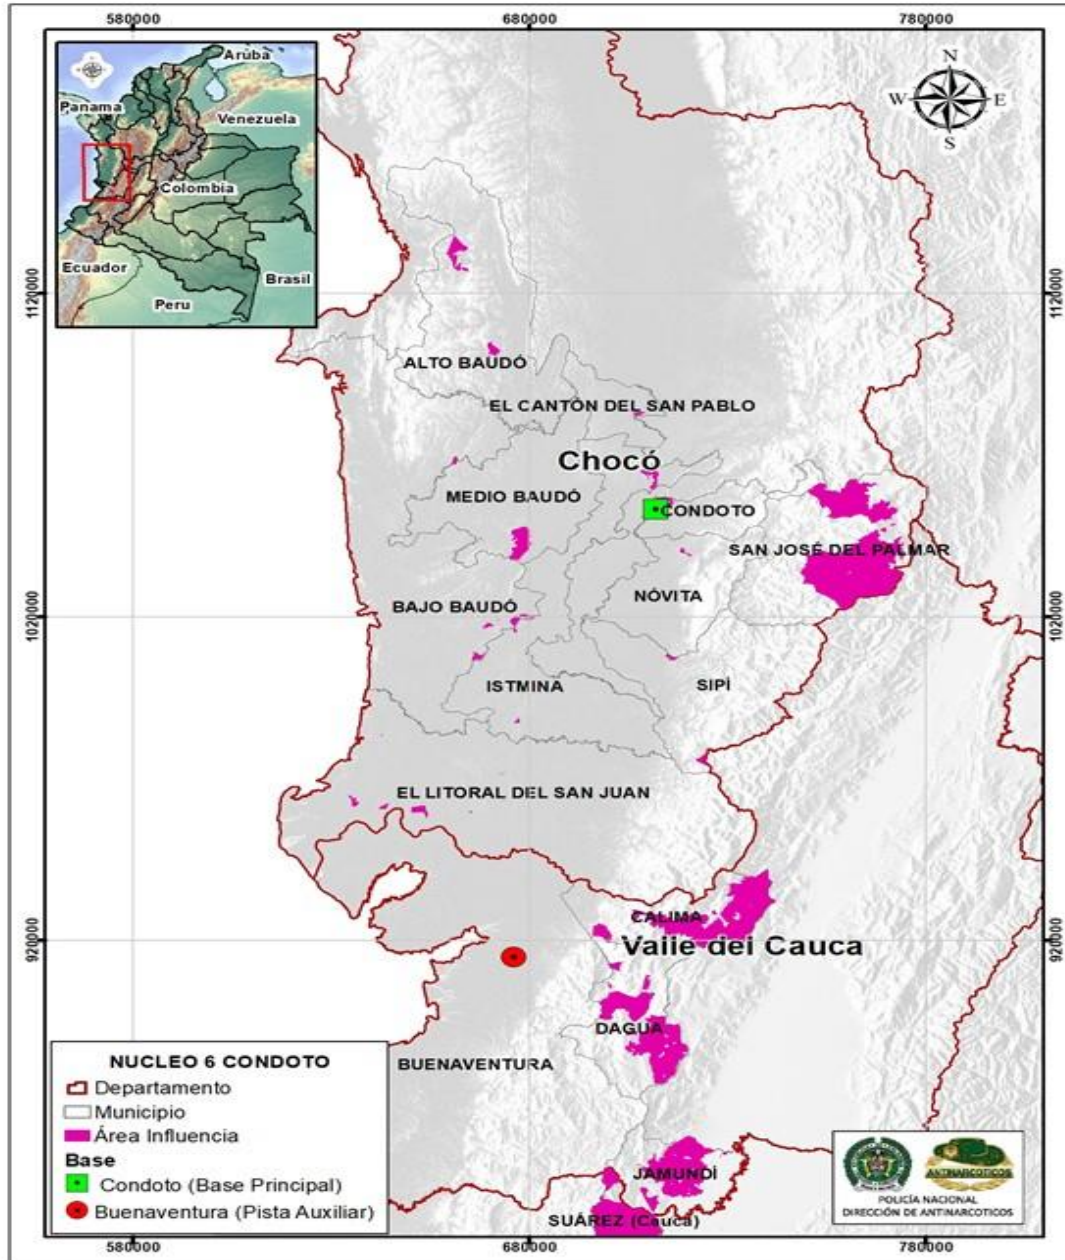 580000
680000
780000
Aruba
Panama
Venezuela
Colombia
Ecuador
Brasil
Peru
N
W
E
S
1120000
1120000
ALTO BAUDÓ
EL CANTÓN DEL SAN PABLO
Chocó
MEDIO BAUDÓ
CONDOTO
SAN JOSÉ DEL PALMAR
NÓVITA
BAJO BAUDÓ
1020000
1020000
ISTMINA
SIPÍ
EL LITORAL DEL SAN JUAN
CALIMA
Valle del Cauca
920000
920000
DAGUA
BUENAVENTURA
JAMUNDÍ
SUÁREZ (Cauca)
NUCLEO 6 CONDOTO
Departamento
Municipio
Área Influencia
Base
Condoto (Base Principal)
Buenaventura (Pista Auxiliar)
ANTINARCOTICOS
POLICÍA NACIONAL
DIRECCIÓN DE ANTINARCOTICOS
580000
680000
780000